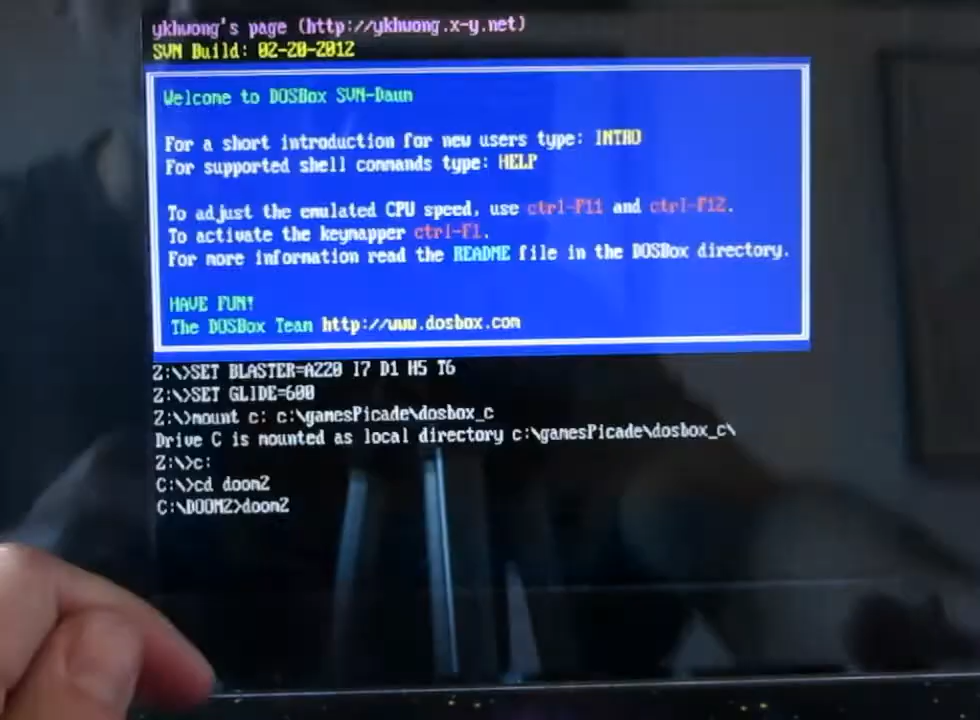 ykhwong's page (http://ykhwong.x-y.net)
SVN Build: 02-20-2012
Welcome to DOSBox SVN-Daum
For a short introduction for new users type: INTRO
For supported shell commands type: HELP
To adjust the emulated CPU speed, use ctrl-F11 and ctrl-F12.
To activate the keymapper ctrl-F1.
For more information read the README file in the DOSBox directory.
HAVE FUN!
The DOSBox Team http://www.dosbox.com
Z:\>SET BLASTER=A220 I7 D1 H5 T6
Z:\>SET GLIDE=600
Z:\>mount c: c:\gamesPicade\dosbox_c
Drive C is mounted as local directory c:\gamesPicade\dosbox_c\
Z:\>c:
C:\>cd doom2
C:\DOOM2>doom2